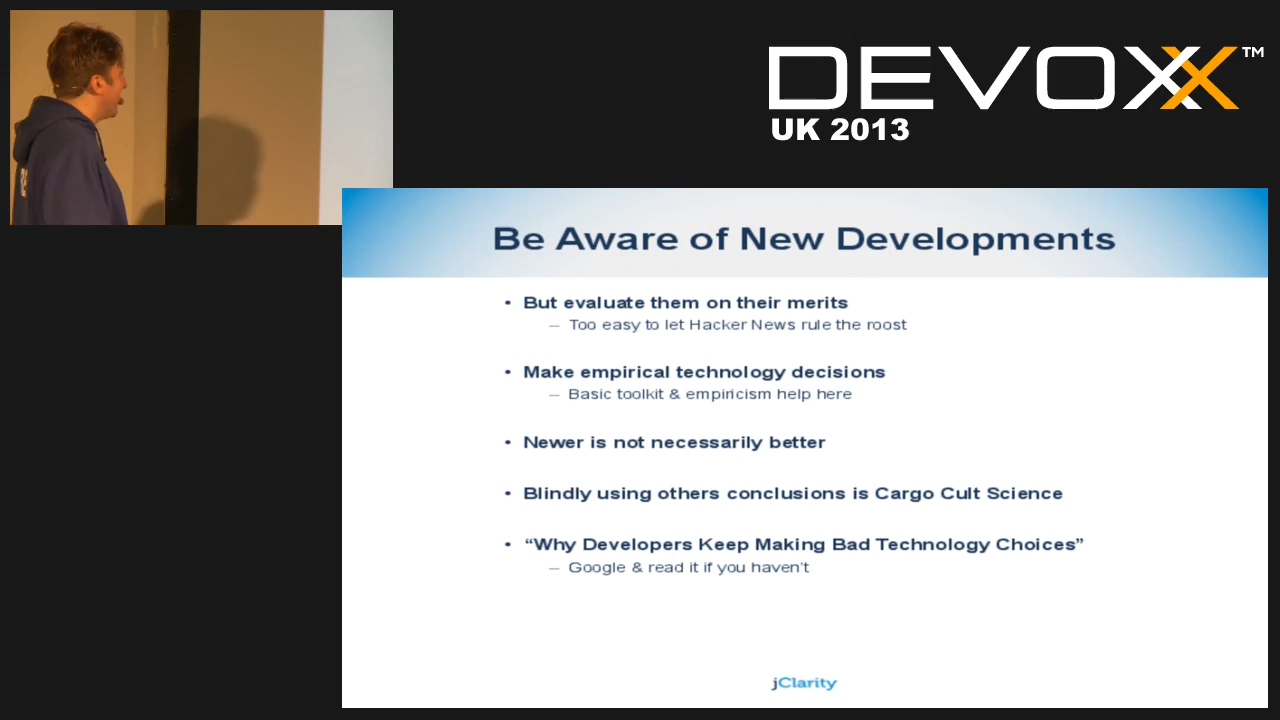 DEVOXX™
UK 2013
Be Aware of New Developments
• But evaluate them on their merits
– Too easy to let Hacker News rule the roost
• Make empirical technology decisions
– Basic toolkit & empiricism help here
• Newer is not necessarily better
• Blindly using others conclusions is Cargo Cult Science
• “Why Developers Keep Making Bad Technology Choices”
– Google & read it if you haven't
jClarity